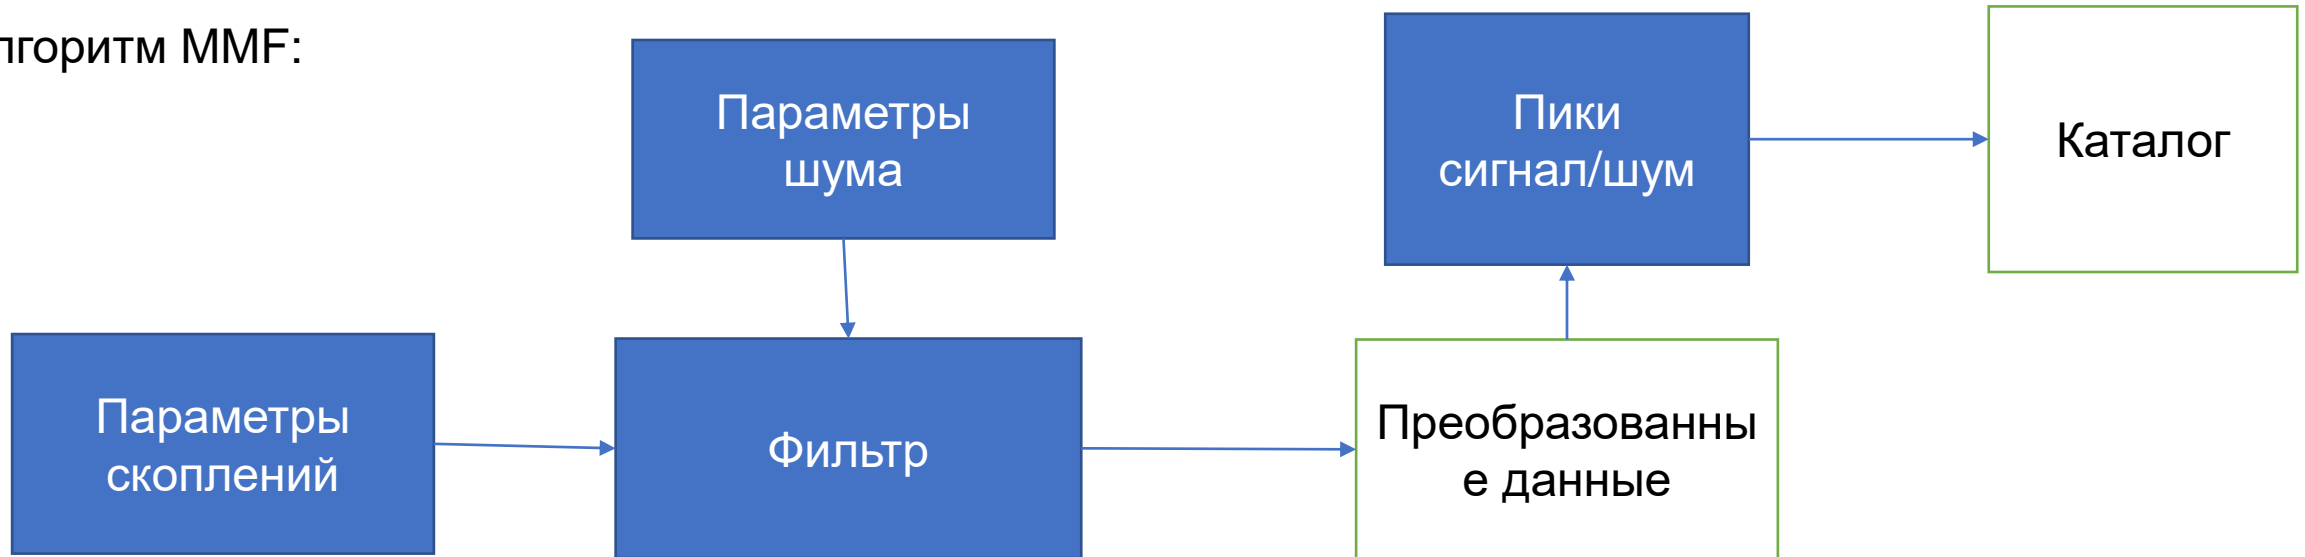 лгоритм MMF:
Параметры
шума
Пики
сигнал/шум
Каталог
Параметры
скоплений
Фильтр
Преобразованны
е данные